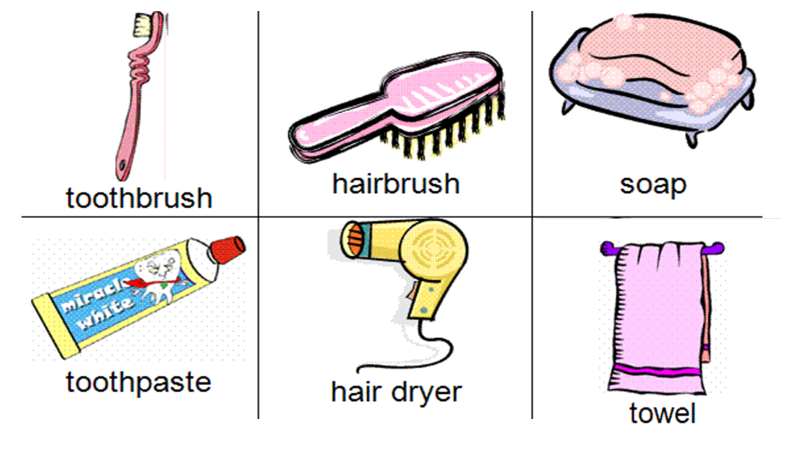 toothbrush
hairbrush
soap
miracle
white
toothpaste
hair dryer
towel